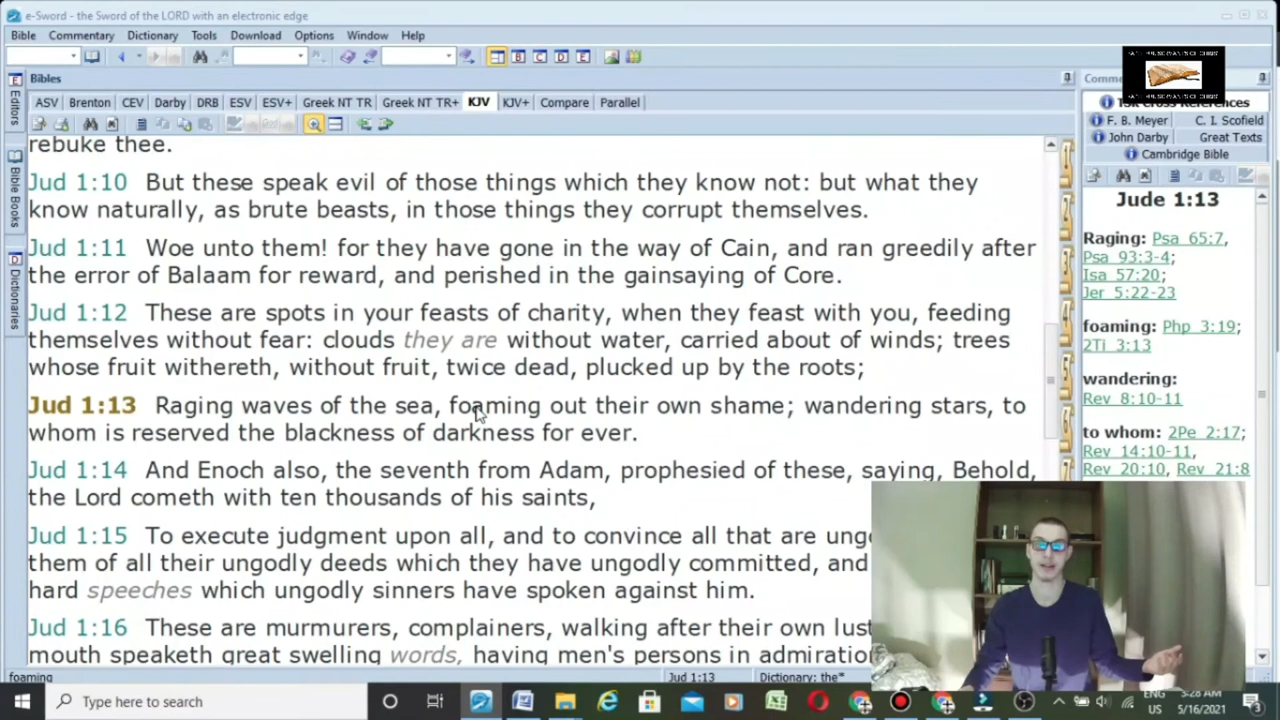 e-Sword - the Sword of the LORD with an electronic edge
Bible Commentary Dictionary Tools Download Options Window Help
Bibles
ASV Brenton CEV Darby DRB ESV ESV+ Greek NT TR Greek NT TR+ KJV KJV+ Compare Parallel
rebuke thee.
Jud 1:10 But these speak evil of those things which they know not: but what they
know naturally, as brute beasts, in those things they corrupt themselves.
Jud 1:11 Woe unto them! for they have gone in the way of Cain, and ran greedily after
the error of Balaam for reward, and perished in the gainsaying of Core.
Jud 1:12 These are spots in your feasts of charity, when they feast with you, feeding
themselves without fear: clouds they are without water, carried about of winds; trees
whose fruit withereth, without fruit, twice dead, plucked up by the roots;
Jud 1:13 Raging waves of the sea, foaming out their own shame; wandering stars, to
whom is reserved the blackness of darkness for ever.
Jud 1:14 And Enoch also, the seventh from Adam, prophesied of these, saying, Behold,
the Lord cometh with ten thousands of his saints,
Jud 1:15 To execute judgment upon all, and to convince all that are ungo
them of all their ungodly deeds which they have ungodly committed, and
hard speeches which ungodly sinners have spoken against him.
Jud 1:16 These are murmurers, complainers, walking after their own lust
mouth speaketh great swelling words, having men's persons in admiratio
Editors
Bible Books
Dictionaries
Comme
Cross References
F. B. Meyer C. I. Scofield
John Darby Great Texts
Cambridge Bible
Jude 1:13
Raging: Psa 65:7,
Psa 93:3-4;
Isa 57:20;
Jer 5:22-23
foaming: Php 3:19;
2Ti 3:13
wandering:
Rev 8:10-11
to whom: 2Pe 2:17;
Rev 14:10-11,
Rev 20:10, Rev 21:8
foaming Jud 1:13 Dictionary: the*
Type here to search
ENG
US
3:28 AM
5/16/2021
3